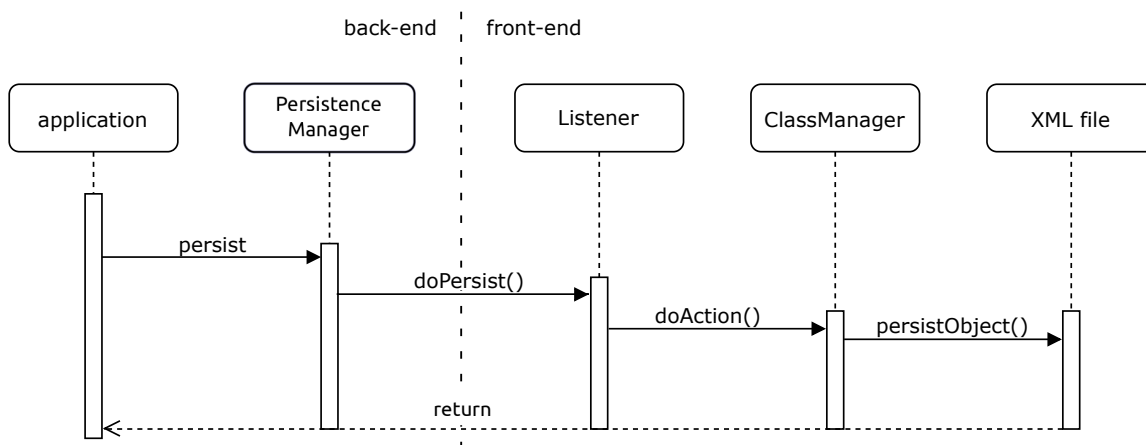 back-end
front-end
application
Persistence
Manager
Listener
ClassManager
XML file
persist
doPersist()
doAction()
persistObject()
return